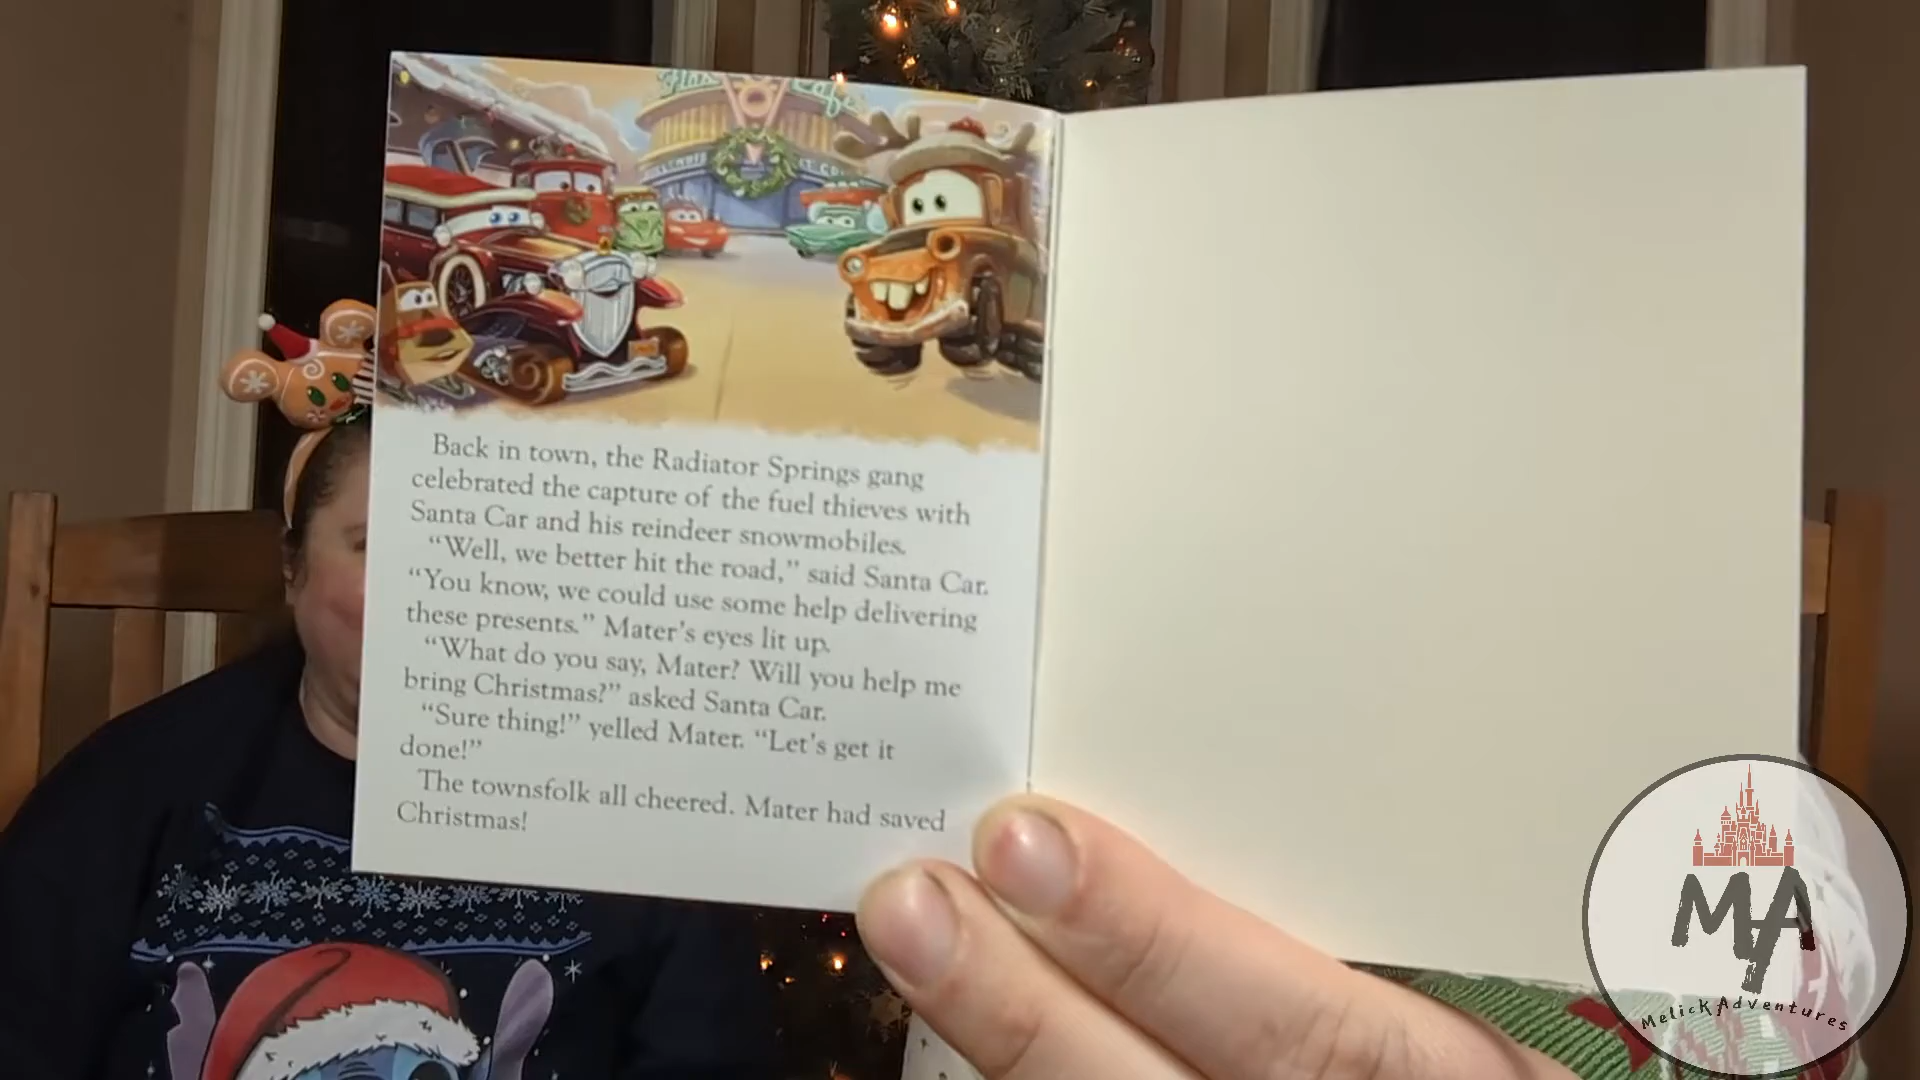 Back in town, the Radiator Springs gang
celebrated the capture of the fuel thieves with
Santa Car and his reindeer snowmobiles.
“Well, we better hit the road,” said Santa Car.
“You know, we could use some help delivering
these presents.” Mater’s eyes lit up.
“What do you say, Mater? Will you help me
bring Christmas?” asked Santa Car.
“Sure thing!” yelled Mater. “Let’s get it
done!”
The townsfolk all cheered. Mater had saved
Christmas!
MA
MelicKAdventures